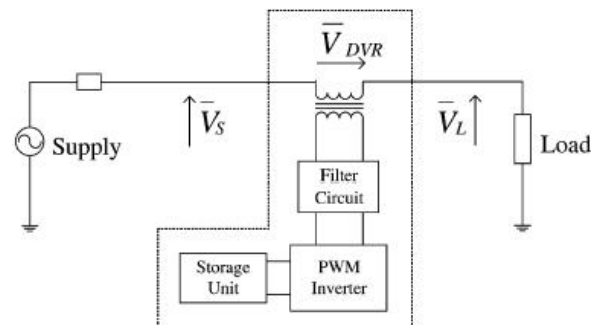 V̅ DVR
V̅S
V̅L
Supply
Load
Filter
Circuit
Storage
Unit
PWM
Inverter